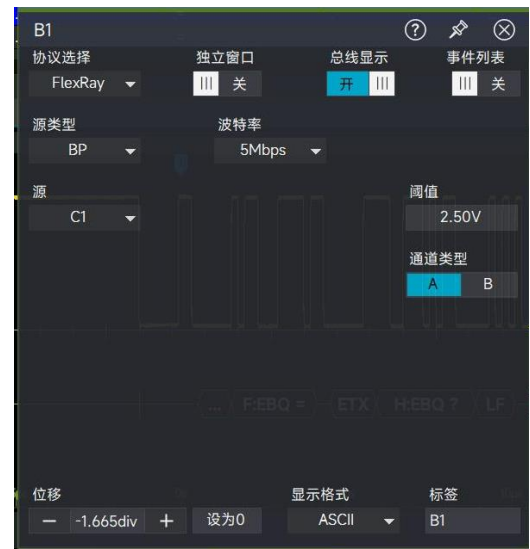 B1
协议选择 独立窗口 总线显示 事件列表
FlexRay 关 开 关
源类型 波特率
BP 5Mbps
源 阈值
C1 2.50V
通道类型
A B
... F:EBQ = ETX H:EBQ ? LF
位移 显示格式 标签
− -1.665div + 设为0 ASCII B1